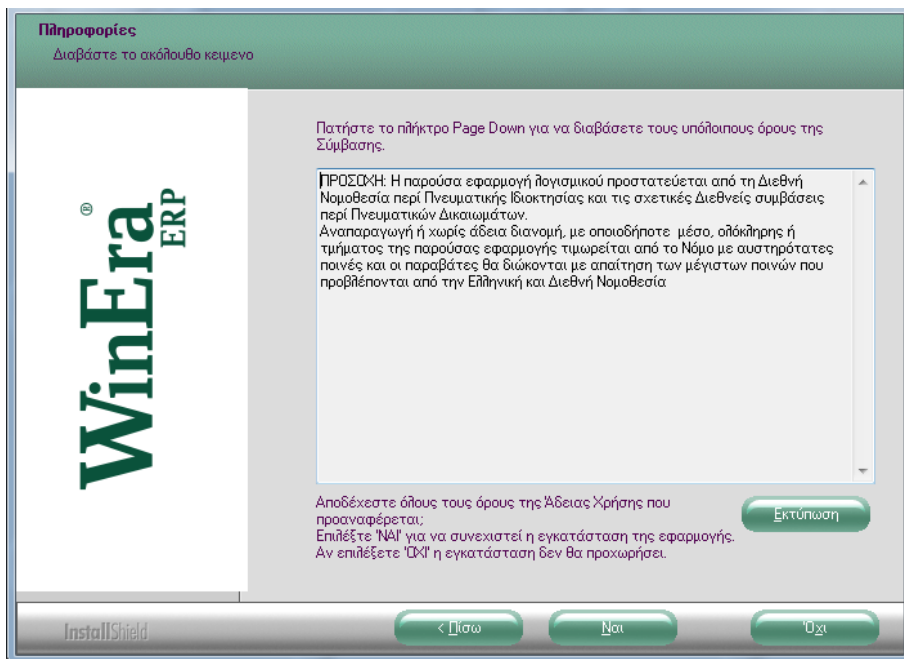 Πληροφορίες
Διαβάστε το ακόλουθο κειμενο
Πατήστε το πλήκτρο Page Down για να διαβάσετε τους υπόλοιπους όρους της
Σύμβασης.
ΠΡΟΣΟΧΗ: Η παρούσα εφαρμογή λογισμικού προστατεύεται από τη Διεθνή
Νομοθεσία περί Πνευματικής Ιδιοκτησίας και τις σχετικές Διεθνείς συμβάσεις
περί Πνευματικών Δικαιωμάτων.
Αναπαραγωγή ή χωρίς άδεια διανομή, με οποιοδήποτε μέσο, ολόκληρης ή
τμήματος της παρούσας εφαρμογής τιμωρείται από το Νόμο με αυστηρότατες
ποινές και οι παραβάτες θα διώκονται με απαίτηση των μέγιστων ποινών που
προβλέπονται από την Ελληνική και Διεθνή Νομοθεσία
WinEra®
ERP
Αποδέχεστε όλους τους όρους της Άδειας Χρήσης που
προαναφέρεται;
Επιλέξτε 'ΝΑΙ' για να συνεχιστεί η εγκατάσταση της εφαρμογής.
Αν επιλέξετε 'ΟΧΙ' η εγκατάσταση δεν θα προχωρήσει.
Εκτύπωση
InstallShield
< Πίσω
Ναι
Όχι